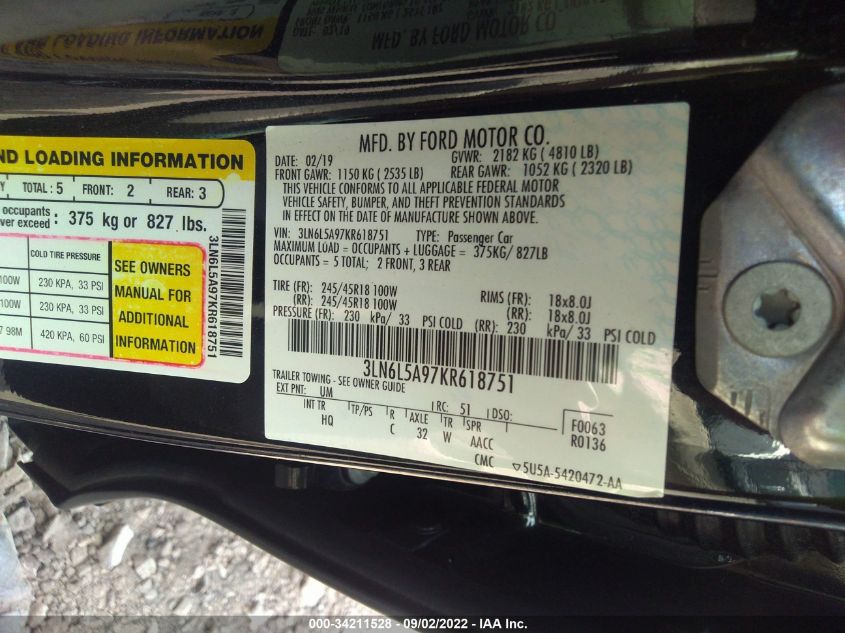 ND LOADING INFORMATION
Y TOTAL: 5 FRONT: 2 REAR: 3
occupants
ver exceed : 375 kg or 827 lbs.
COLD TIRE PRESSURE
100W 230 KPA, 33 PSI
100W 230 KPA, 33 PSI
7 98M 420 KPA, 60 PSI
SEE OWNERS
MANUAL FOR
ADDITIONAL
INFORMATION
3LN6L5A97KR618751
MFD. BY FORD MOTOR CO.
DATE: 02/19 GVWR: 2182 KG ( 4810 LB)
FRONT GAWR: 1150 KG ( 2535 LB) REAR GAWR: 1052 KG ( 2320 LB)
THIS VEHICLE CONFORMS TO ALL APPLICABLE FEDERAL MOTOR
VEHICLE SAFETY, BUMPER, AND THEFT PREVENTION STANDARDS
IN EFFECT ON THE DATE OF MANUFACTURE SHOWN ABOVE.
VIN: 3LN6L5A97KR618751 TYPE: Passenger Car
MAXIMUM LOAD = OCCUPANTS + LUGGAGE = 375KG/ 827LB
OCCUPANTS = 5 TOTAL; 2 FRONT, 3 REAR
TIRE (FR): 245/45R18 100W RIMS (FR): 18x8.0J
(RR): 245/45R18 100W (RR): 18x8.0J
PRESSURE (FR): 230 kPa/ 33 PSI COLD (RR): 230 kPa/ 33 PSI COLD
3LN6L5A97KR618751
TRAILER TOWING - SEE OWNER GUIDE
EXT PNT: UM RC: 51 DSO:
INT TR TP/PS R AXLE TR SPR F0063
HQ C 32 W AACC R0136
CMC ▽5U5A-5420472-AA
000-34211528 - 09/02/2022 - IAA Inc.